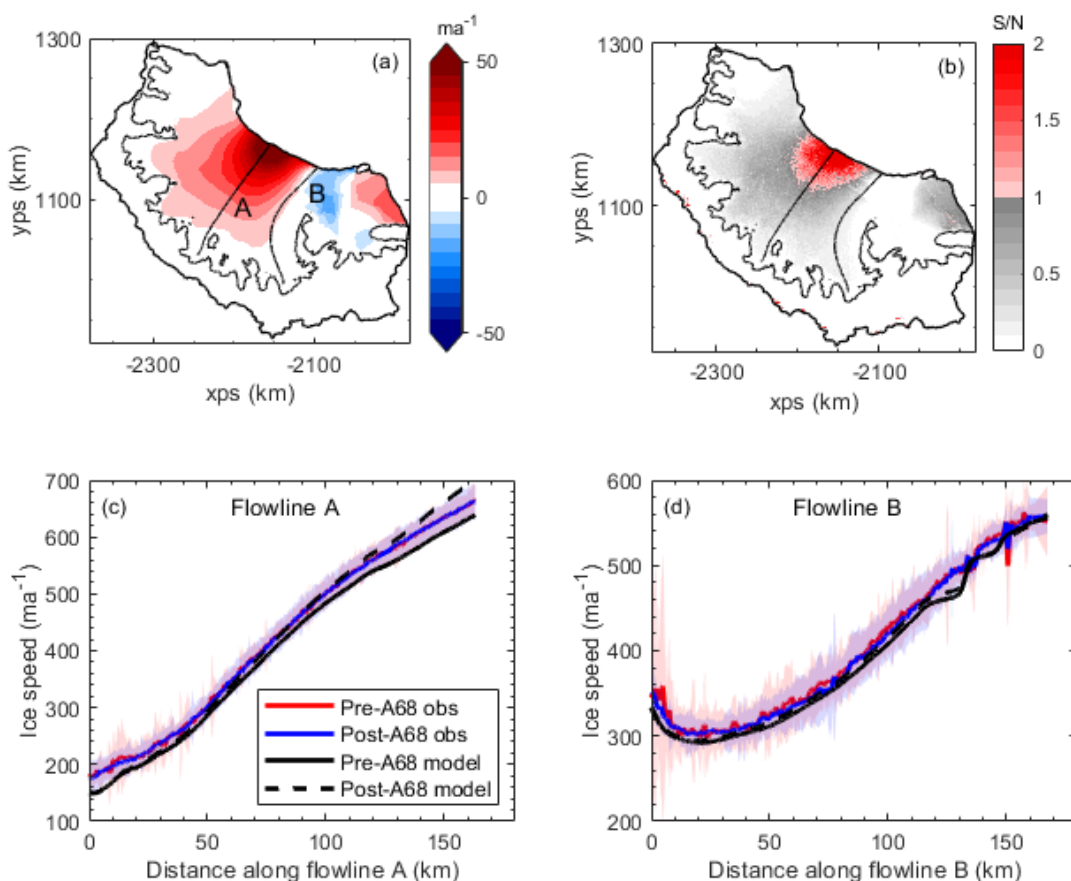 ma⁻¹
S/N
1300
(a)
50
yps (km)
1100
A
B
0
-50
-2300
-2100
xps (km)
1300
(b)
2
yps (km)
1.5
1100
1
0.5
0
-2300
-2100
xps (km)
700
(c)
Flowline A
600
500
400
300
200
100
Ice speed (ma⁻¹)
Pre-A68 obs
Post-A68 obs
Pre-A68 model
Post-A68 model
0
50
100
150
Distance along flowline A (km)
600
(d)
Flowline B
500
400
300
200
Ice speed (ma⁻¹)
0
50
100
150
Distance along flowline B (km)